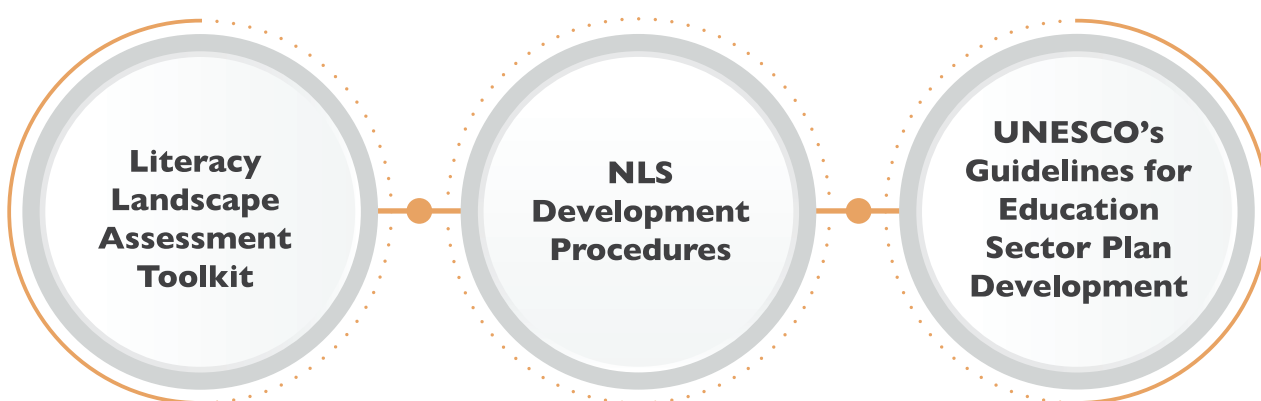 Literacy
Landscape
Assessment
Toolkit
NLS
Development
Procedures
UNESCO’s
Guidelines for
Education
Sector Plan
Development